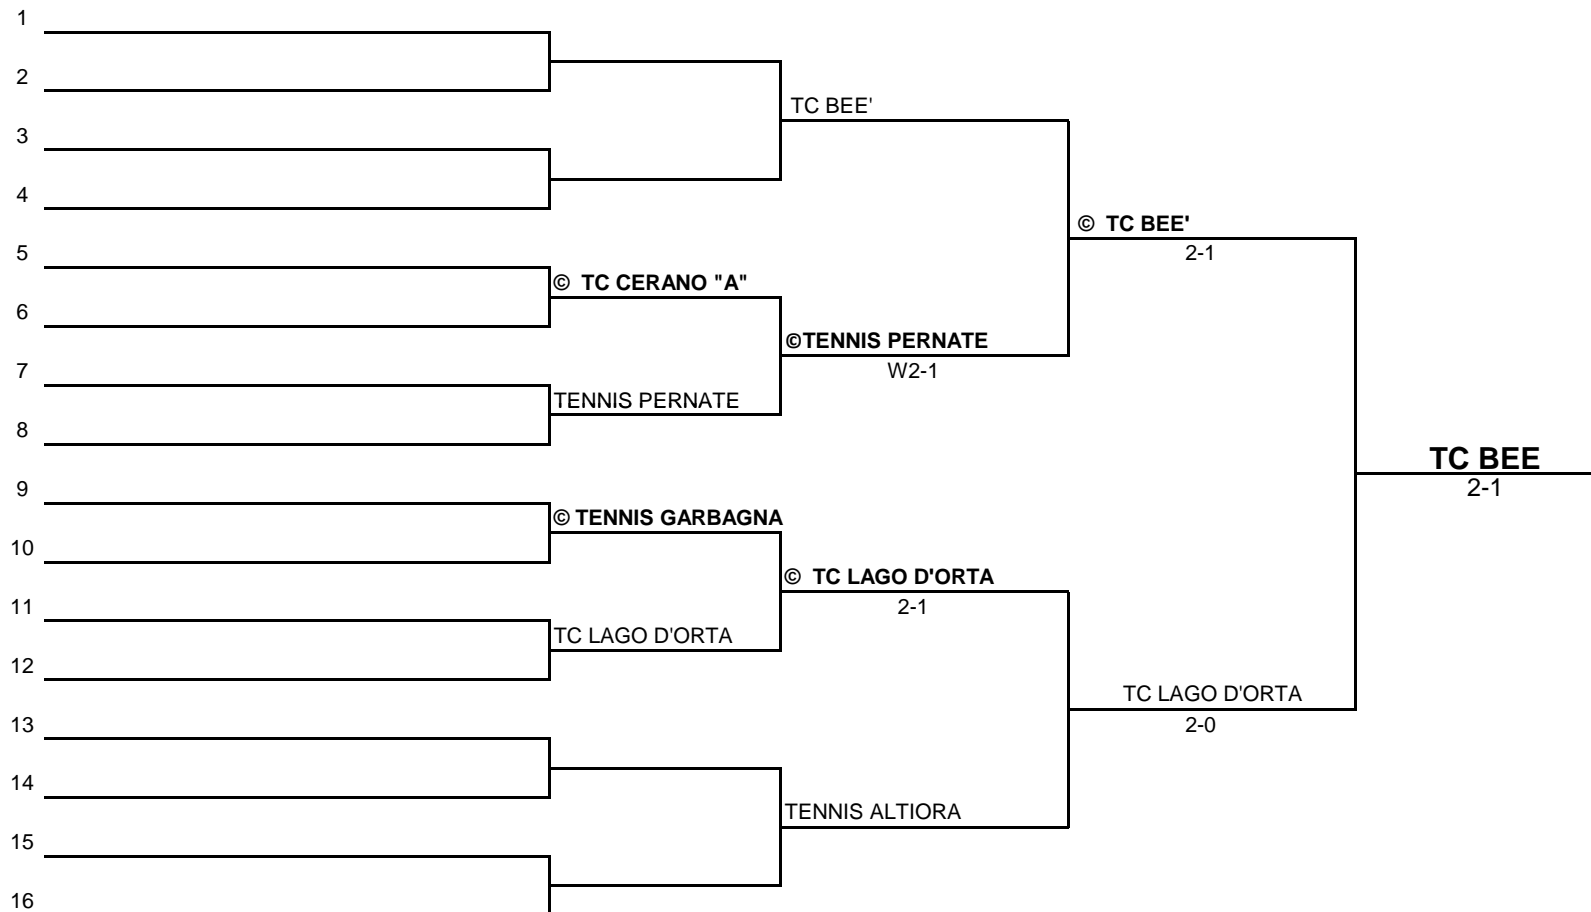 1
2
TC BEE'
3
4
© TC BEE'
5
2-1
© TC CERANO "A"
6
©TENNIS PERNATE
7
W2-1
TENNIS PERNATE
8
TC BEE
9
2-1
© TENNIS GARBAGNA
10
© TC LAGO D'ORTA
11
2-1
TC LAGO D'ORTA
12
TC LAGO D'ORTA
13
2-0
14
TENNIS ALTIORA
15
16